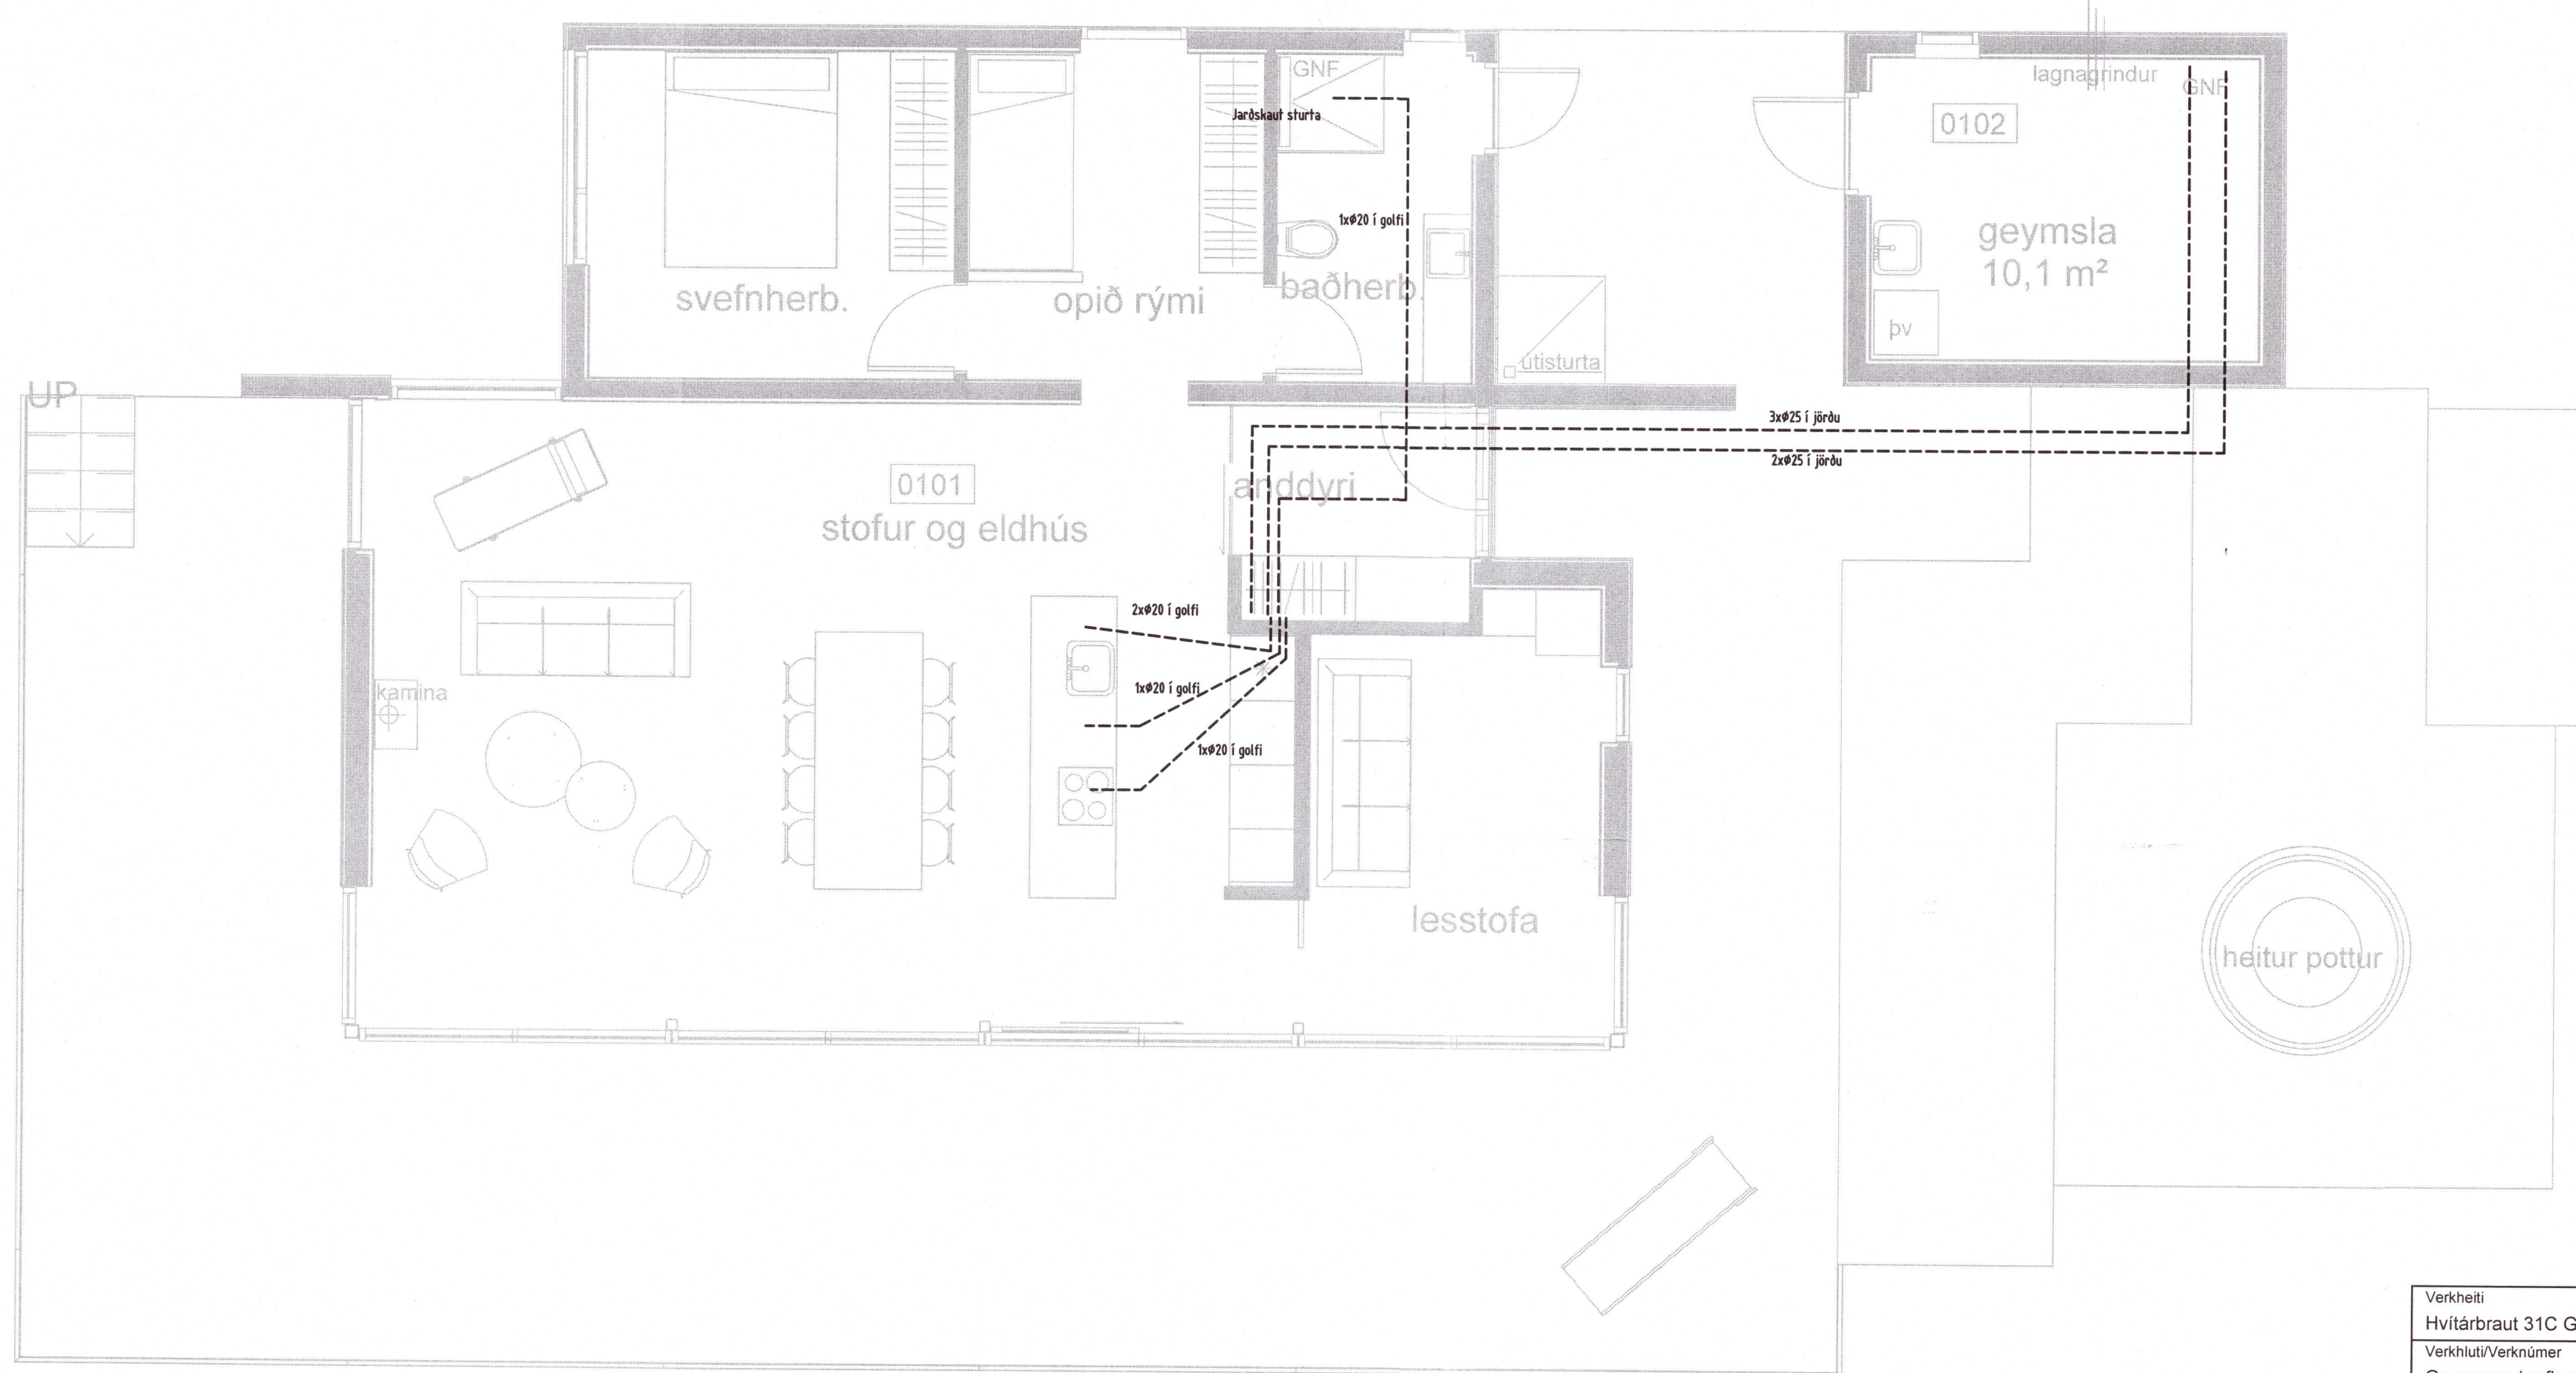 GNF
lagnagrindur
GNF
Jarðskaut sturta
0102
1xø20 í golfi
geymsla
10,1 m²
svefnherb.
opið rými
baðherb.
þv
útisturta
UP
3xø25 í jörðu
2xø25 í jörðu
0101
anddyri
stofur og eldhús
2xø20 í golfi
1xø20 í golfi
kamina
1xø20 í golfi
lesstofa
heitur pottur
Verkheiti
Hvítárbraut 31C G
Verkhluti/Verknúmer